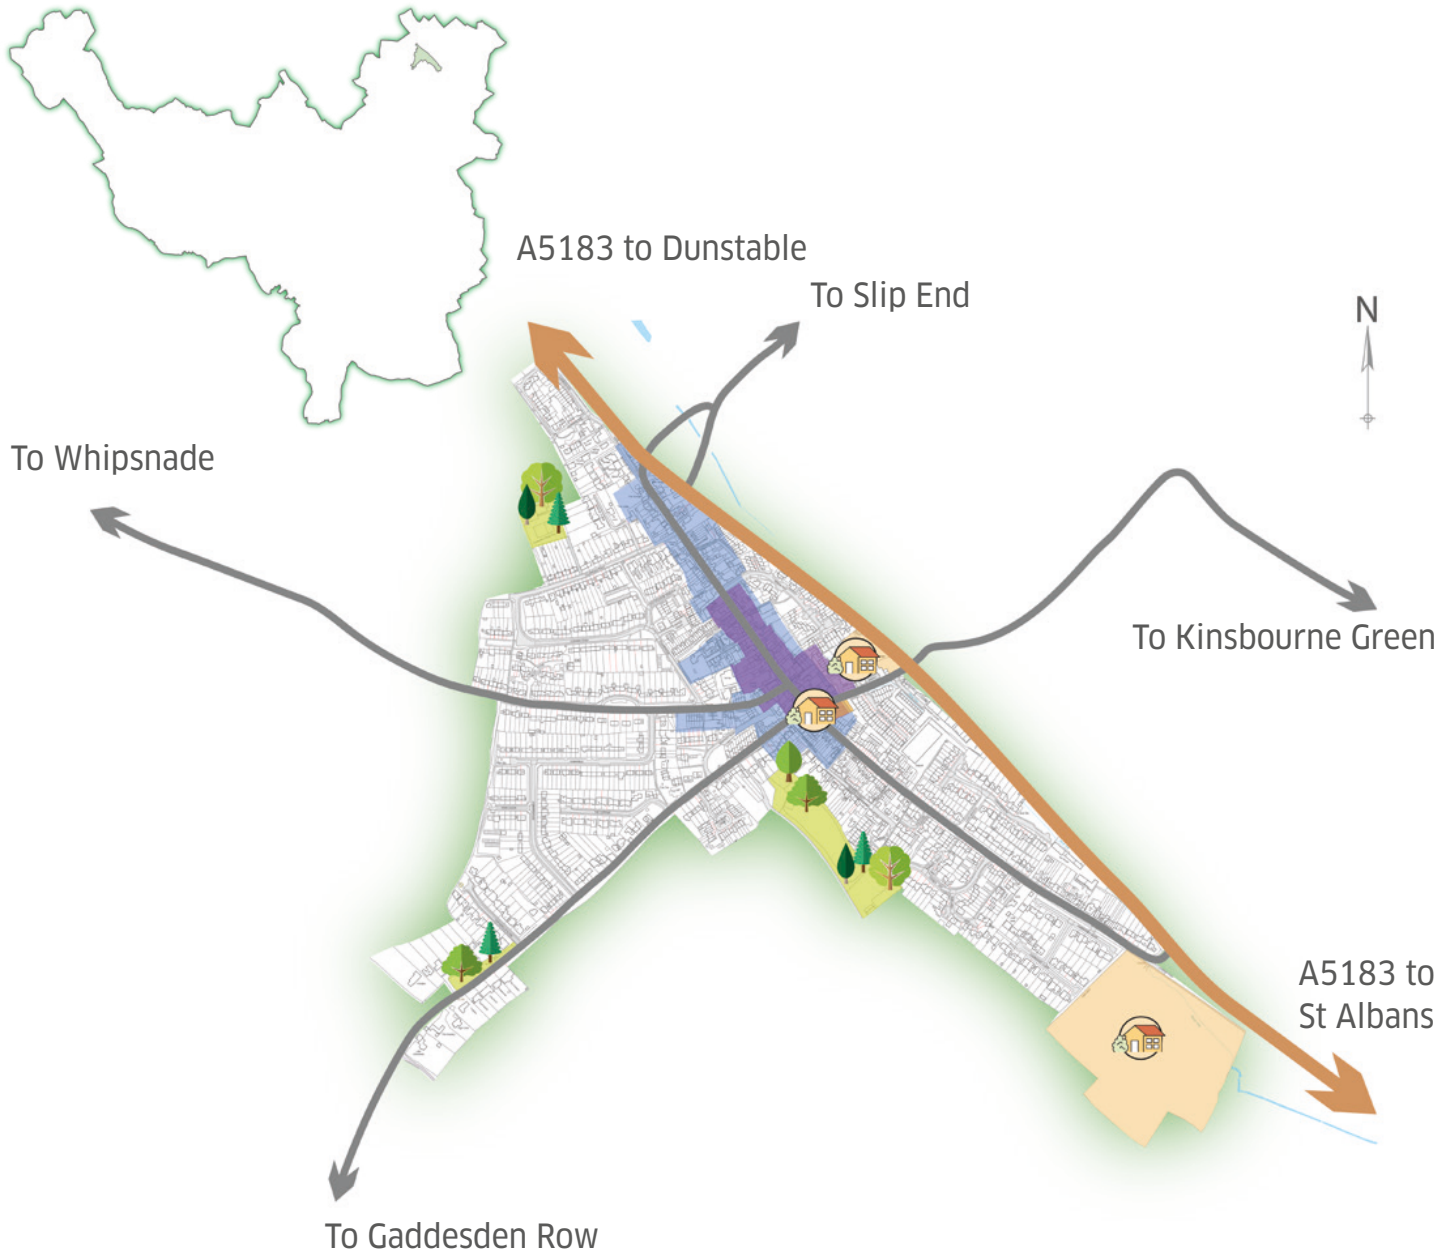 A5183 to Dunstable
To Slip End
N
To Whipsnade
To Kinsbourne Green
A5183 to
St Albans
To Gaddesden Row